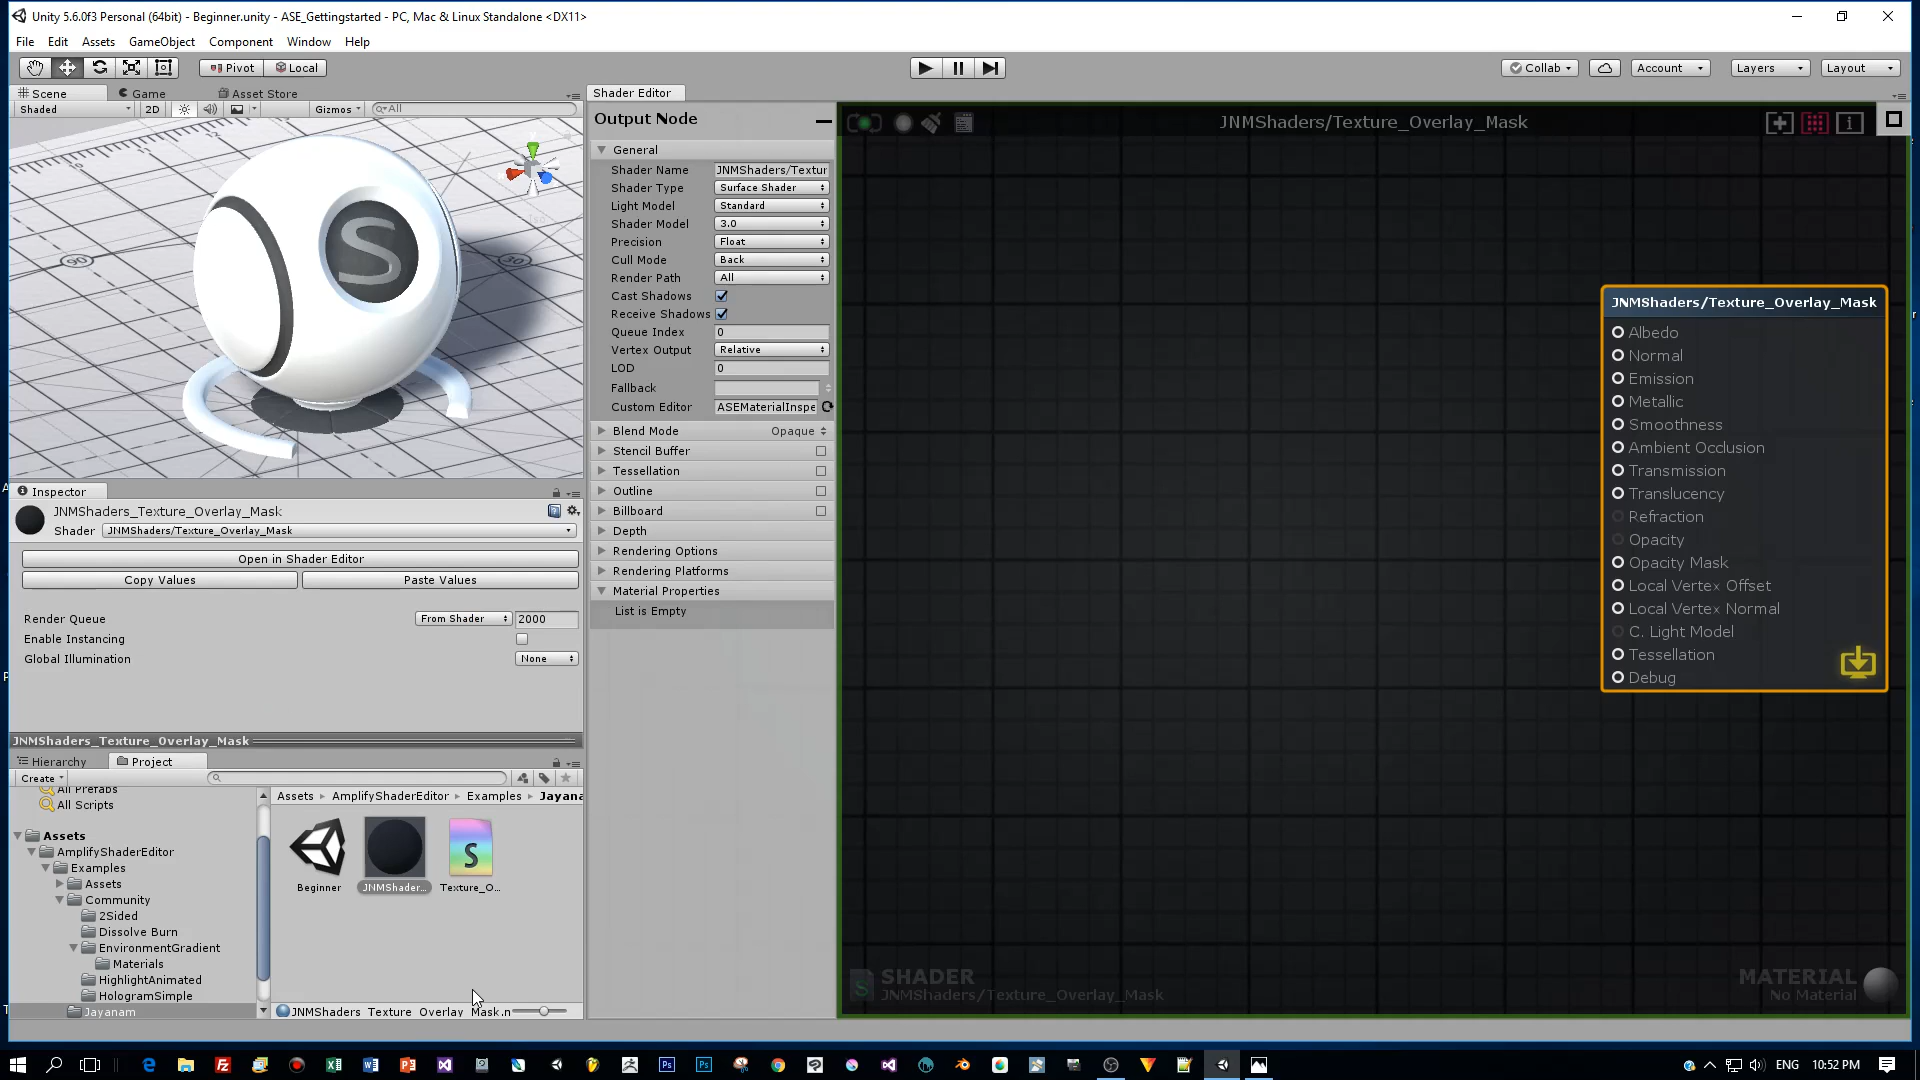 Unity 5.6.0f3 Personal (64bit) - Beginner.unity - ASE_Gettingstarted - PC, Mac & Linux Standalone <DX11>
File Edit Assets GameObject Component Window Help
Pivot Local Collab Account Layers Layout
Scene Game Asset Store
Shaded 2D Gizmos All
90
30
Iso
S
Inspector
JNMShaders_Texture_Overlay_Mask
Shader JNMShaders/Texture_Overlay_Mask
Open in Shader Editor
Copy Values Paste Values
Render Queue From Shader 2000
Enable Instancing
Global Illumination None
JNMShaders_Texture_Overlay_Mask
Hierarchy Project
Create
All Prefabs
All Scripts
Assets
AmplifyShaderEditor
Examples
Assets
Community
2Sided
Dissolve Burn
EnvironmentGradient
Materials
HighlightAnimated
HologramSimple
Jayanam
Assets AmplifyShaderEditor Examples Jayana
Beginner JNMShader... Texture_O...
JNMShaders_Texture_Overlay_Mask.n
Shader Editor
Output Node
General
Shader Name JNMShaders/Textur
Shader Type Surface Shader
Light Model Standard
Shader Model 3.0
Precision Float
Cull Mode Back
Render Path All
Cast Shadows
Receive Shadows
Queue Index 0
Vertex Output Relative
LOD 0
Fallback
Custom Editor ASEMaterialInspe
Blend Mode Opaque
Stencil Buffer
Tessellation
Outline
Billboard
Depth
Rendering Options
Rendering Platforms
Material Properties
List is Empty
JNMShaders/Texture_Overlay_Mask
JNMShaders/Texture_Overlay_Mask
Albedo
Normal
Emission
Metallic
Smoothness
Ambient Occlusion
Transmission
Translucency
Refraction
Opacity
Opacity Mask
Local Vertex Offset
Local Vertex Normal
C. Light Model
Tessellation
Debug
SHADER
JNMShaders/Texture_Overlay_Mask
MATERIAL
No Material
ENG 10:52 PM